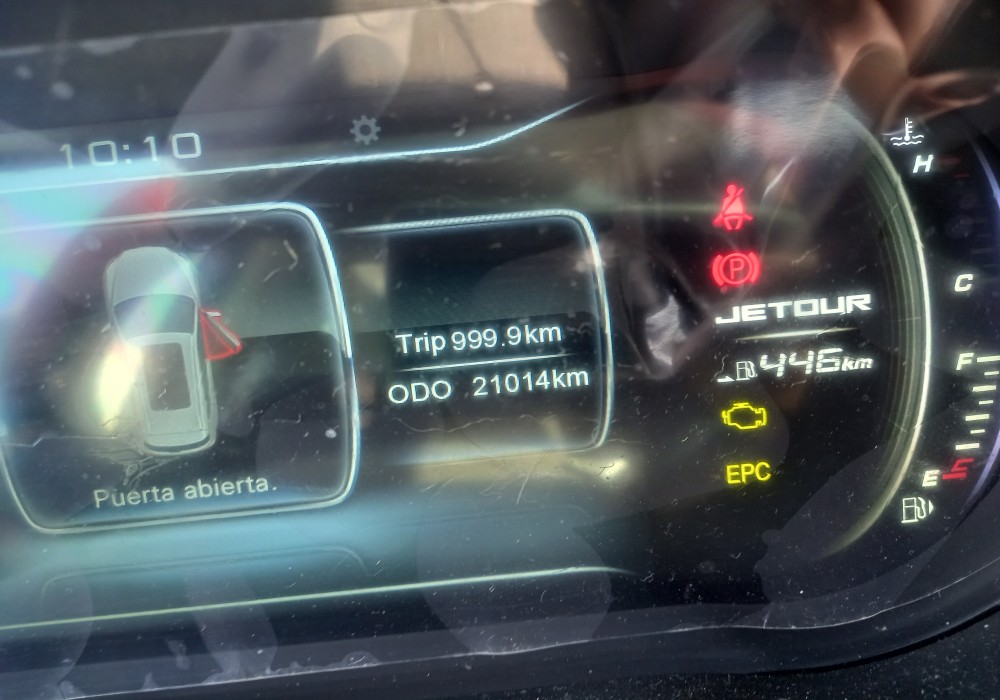 10:10
Trip 999.9km
ODO 21014km
Puerta abierta.
P
JETOUR
446km
EPC
H
C
F
E